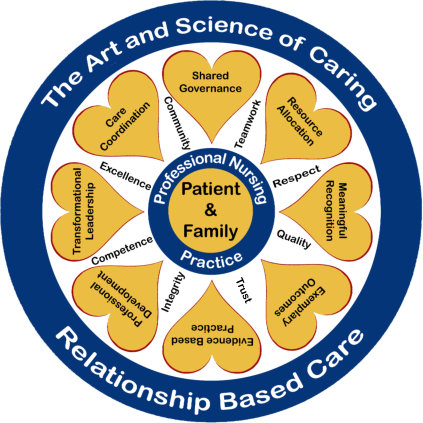 The Art and Science of Caring
Shared
Governance
Teamwork
Resource
Allocation
Respect
Meaningful
Recognition
Quality
Exemplary
Outcomes
Trust
Evidence Based
Practice
Integrity
Professional
Development
Competence
Transformational
Leadership
Excellence
Care
Coordination
Community
Professional Nursing
Patient
&
Family
Practice
Relationship Based Care